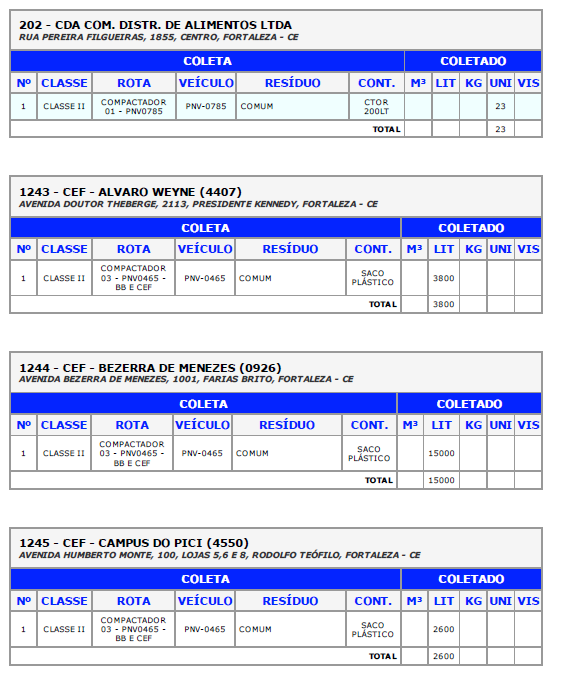 202 - CDA COM. DISTR. DE ALIMENTOS LTDA
RUA PEREIRA FILGUEIRAS, 1855, CENTRO, FORTALEZA - CE
COLETA COLETADO
Nº CLASSE ROTA VEÍCULO RESÍDUO CONT. M³ LIT KG UNI VIS
1 CLASSE II COMPACTADOR 01 - PNV0785 PNV-0785 COMUM CTOR 200LT 23
TOTAL 23
1243 - CEF - ALVARO WEYNE (4407)
AVENIDA DOUTOR THEBERGE, 2113, PRESIDENTE KENNEDY, FORTALEZA - CE
COLETA COLETADO
Nº CLASSE ROTA VEÍCULO RESÍDUO CONT. M³ LIT KG UNI VIS
1 CLASSE II COMPACTADOR 03 - PNV0465 - BB E CEF PNV-0465 COMUM SACO PLÁSTICO 3800
TOTAL 3800
1244 - CEF - BEZERRA DE MENEZES (0926)
AVENIDA BEZERRA DE MENEZES, 1001, FARIAS BRITO, FORTALEZA - CE
COLETA COLETADO
Nº CLASSE ROTA VEÍCULO RESÍDUO CONT. M³ LIT KG UNI VIS
1 CLASSE II COMPACTADOR 03 - PNV0465 - BB E CEF PNV-0465 COMUM SACO PLÁSTICO 15000
TOTAL 15000
1245 - CEF - CAMPUS DO PICI (4550)
AVENIDA HUMBERTO MONTE, 100, LOJAS 5,6 E 8, RODOLFO TEÓFILO, FORTALEZA - CE
COLETA COLETADO
Nº CLASSE ROTA VEÍCULO RESÍDUO CONT. M³ LIT KG UNI VIS
1 CLASSE II COMPACTADOR 03 - PNV0465 - BB E CEF PNV-0465 COMUM SACO PLÁSTICO 2600
TOTAL 2600